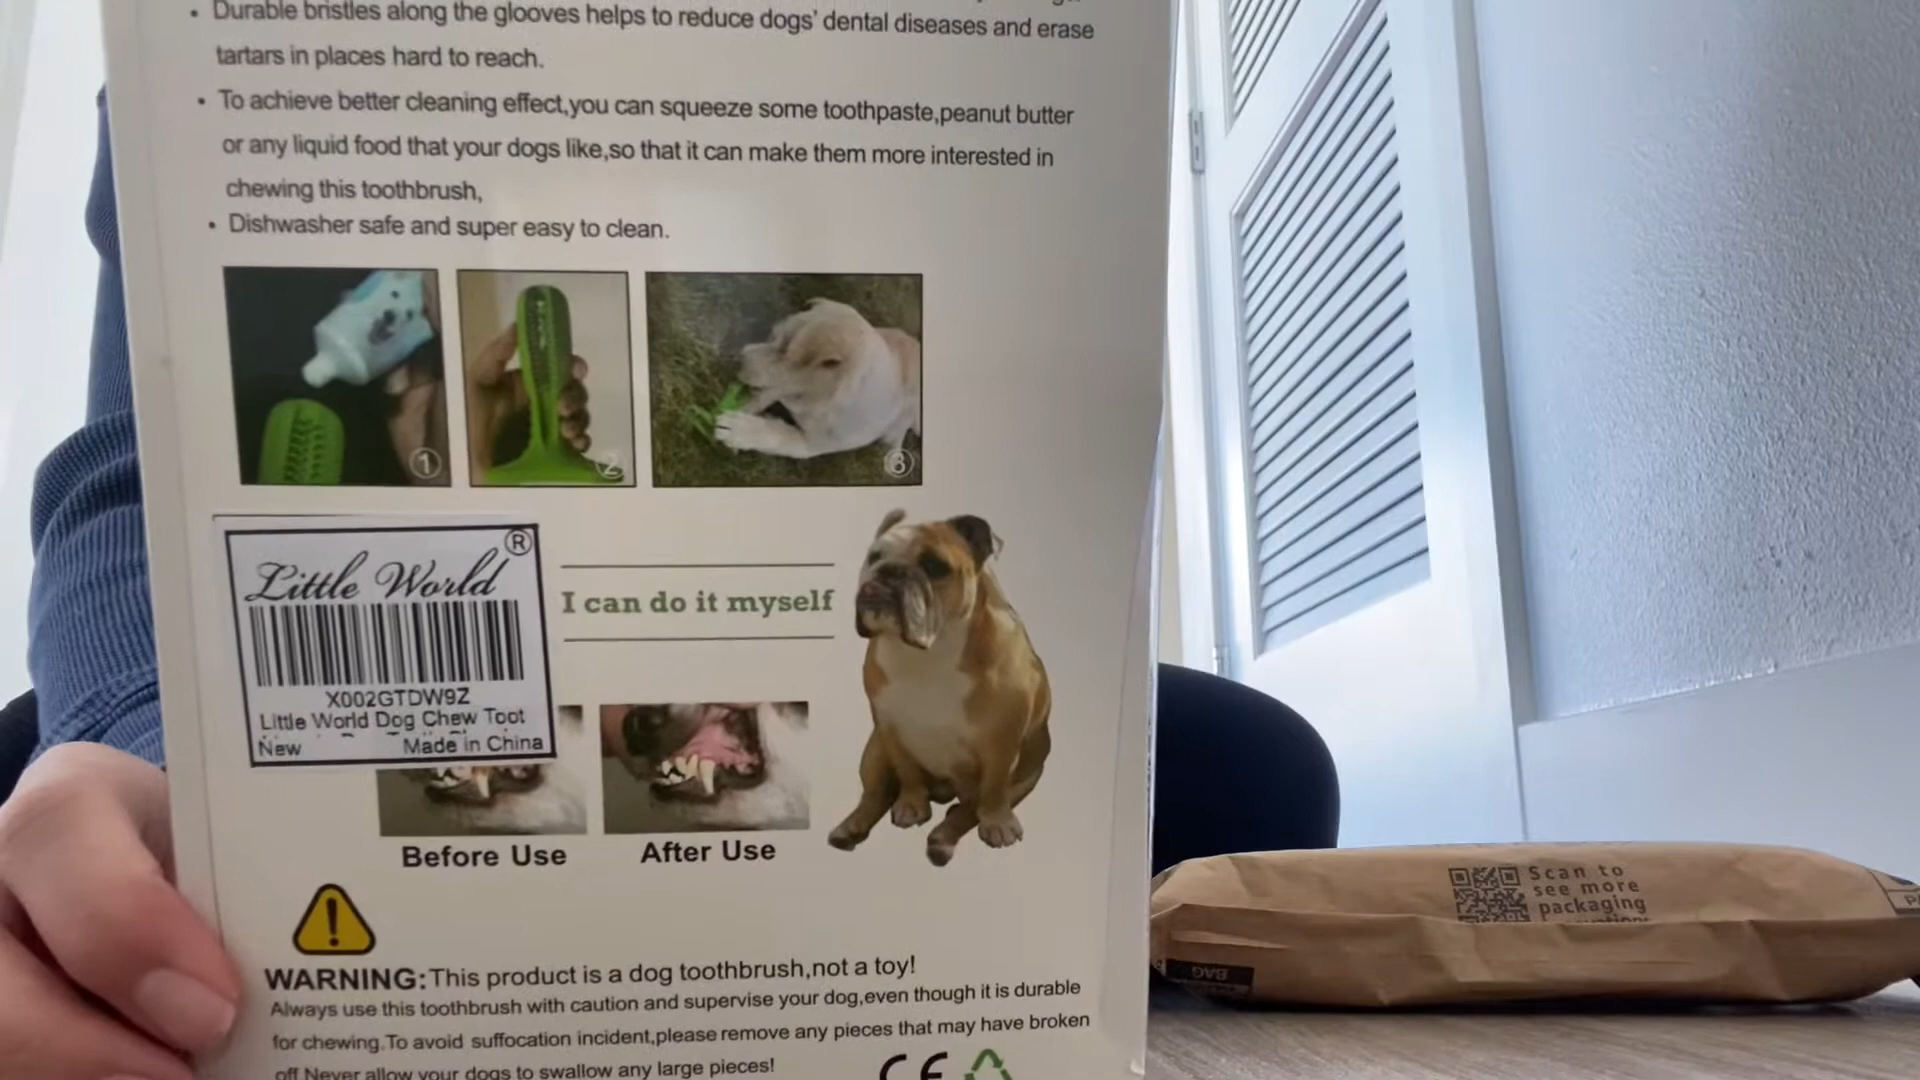 • Durable bristles along the glooves helps to reduce dogs' dental diseases and erase
tartars in places hard to reach.
• To achieve better cleaning effect,you can squeeze some toothpaste,peanut butter
or any liquid food that your dogs like,so that it can make them more interested in
chewing this toothbrush,
• Dishwasher safe and super easy to clean.
1
2
3
Little World ®
X002GTDW9Z
Little World Dog Chew Toot
New Made in China
I can do it myself
Before Use
After Use
WARNING:This product is a dog toothbrush,not a toy!
Always use this toothbrush with caution and supervise your dog,even though it is durable
for chewing.To avoid suffocation incident,please remove any pieces that may have broken
off.Never allow your dogs to swallow any large pieces!
CE
Scan to
see more
packaging
BAG